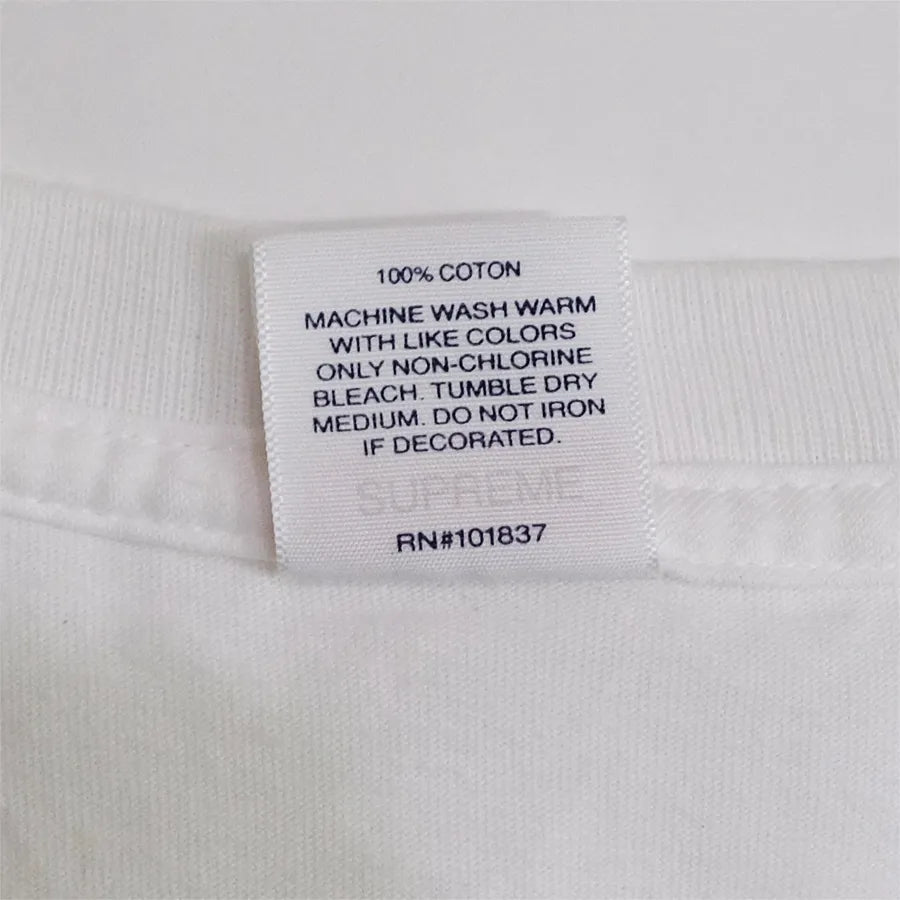 100% COTON
MACHINE WASH WARM
WITH LIKE COLORS
ONLY NON-CHLORINE
BLEACH. TUMBLE DRY
MEDIUM. DO NOT IRON
IF DECORATED.
SUPREME
RN#101837